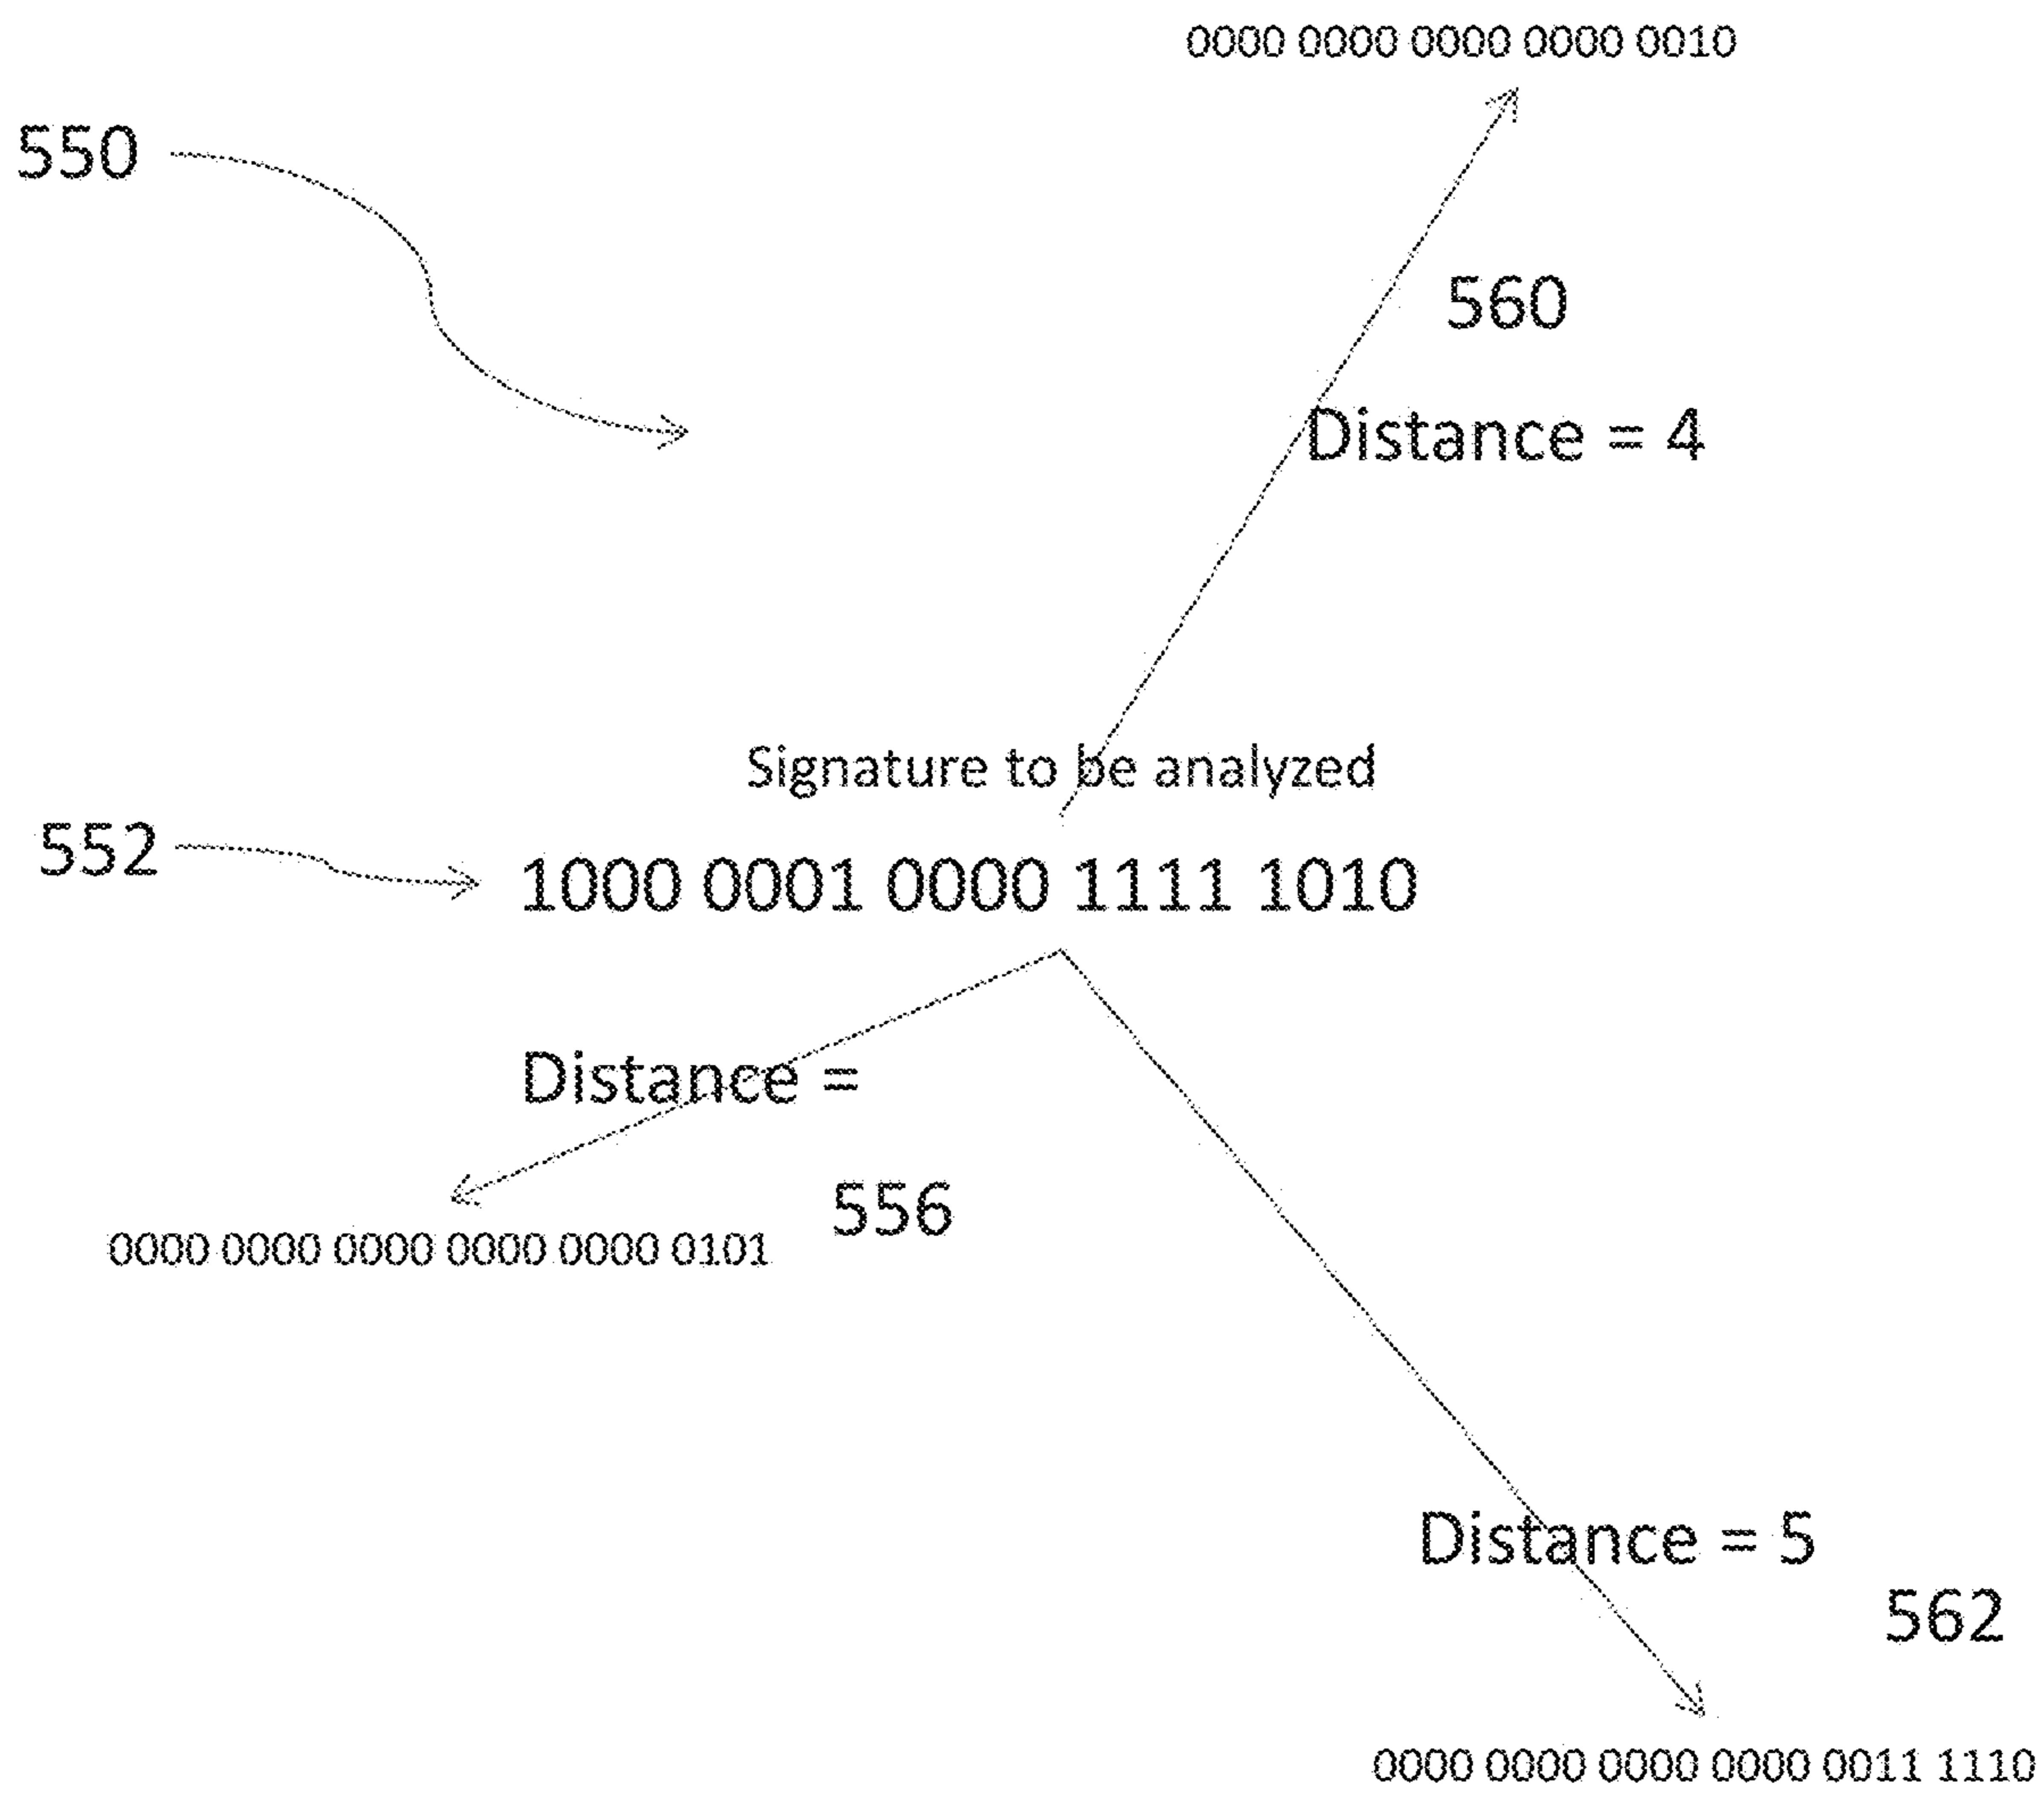 0000 0000 0000 0000 0010
550
560
Distance = 4
Signature to be analyzed
552
1000 0001 0000 1111 1010
Distance =
556
0000 0000 0000 0000 0000 0101
Distance = 5
562
0000 0000 0000 0000 0011 1110